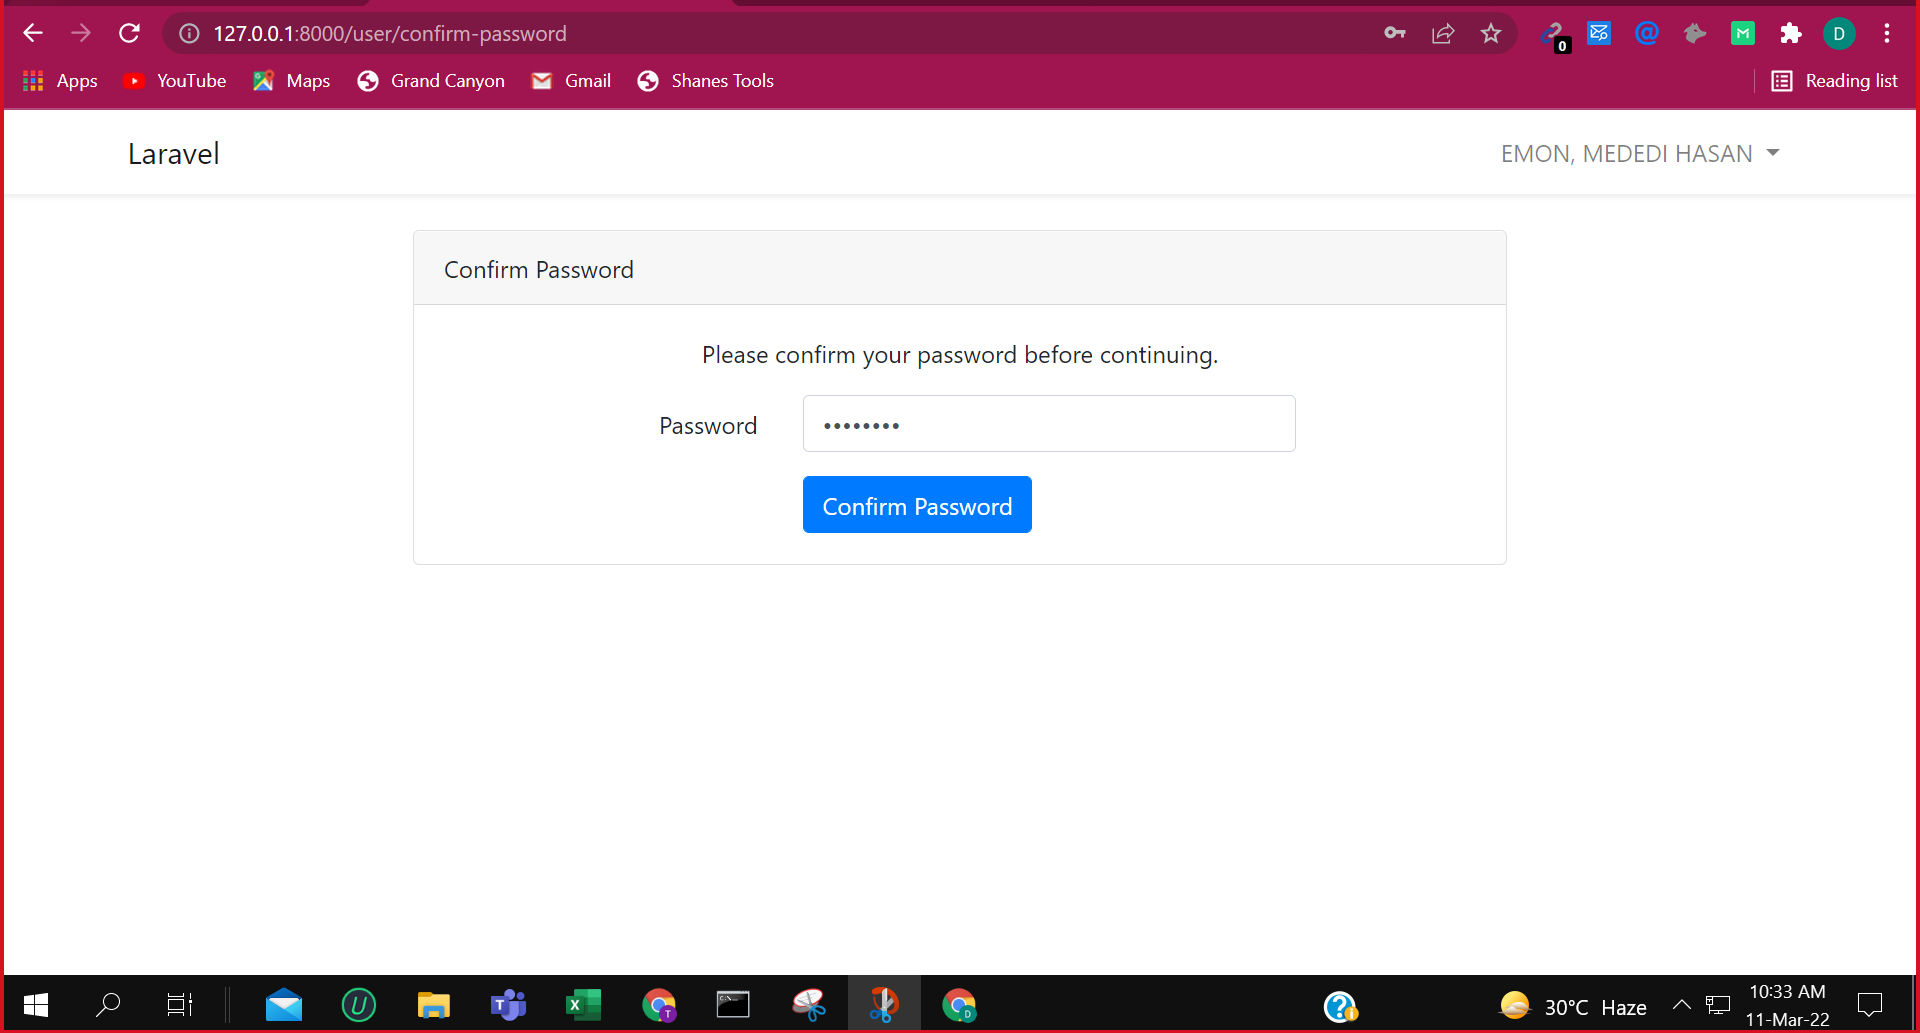 127.0.0.1:8000/user/confirm-password
0
D
Apps YouTube Maps Grand Canyon Gmail Shanes Tools Reading list
Laravel EMON, MEDEDI HASAN
Confirm Password
Please confirm your password before continuing.
Password ••••••••
Confirm Password
30°C Haze
10:33 AM
11-Mar-22